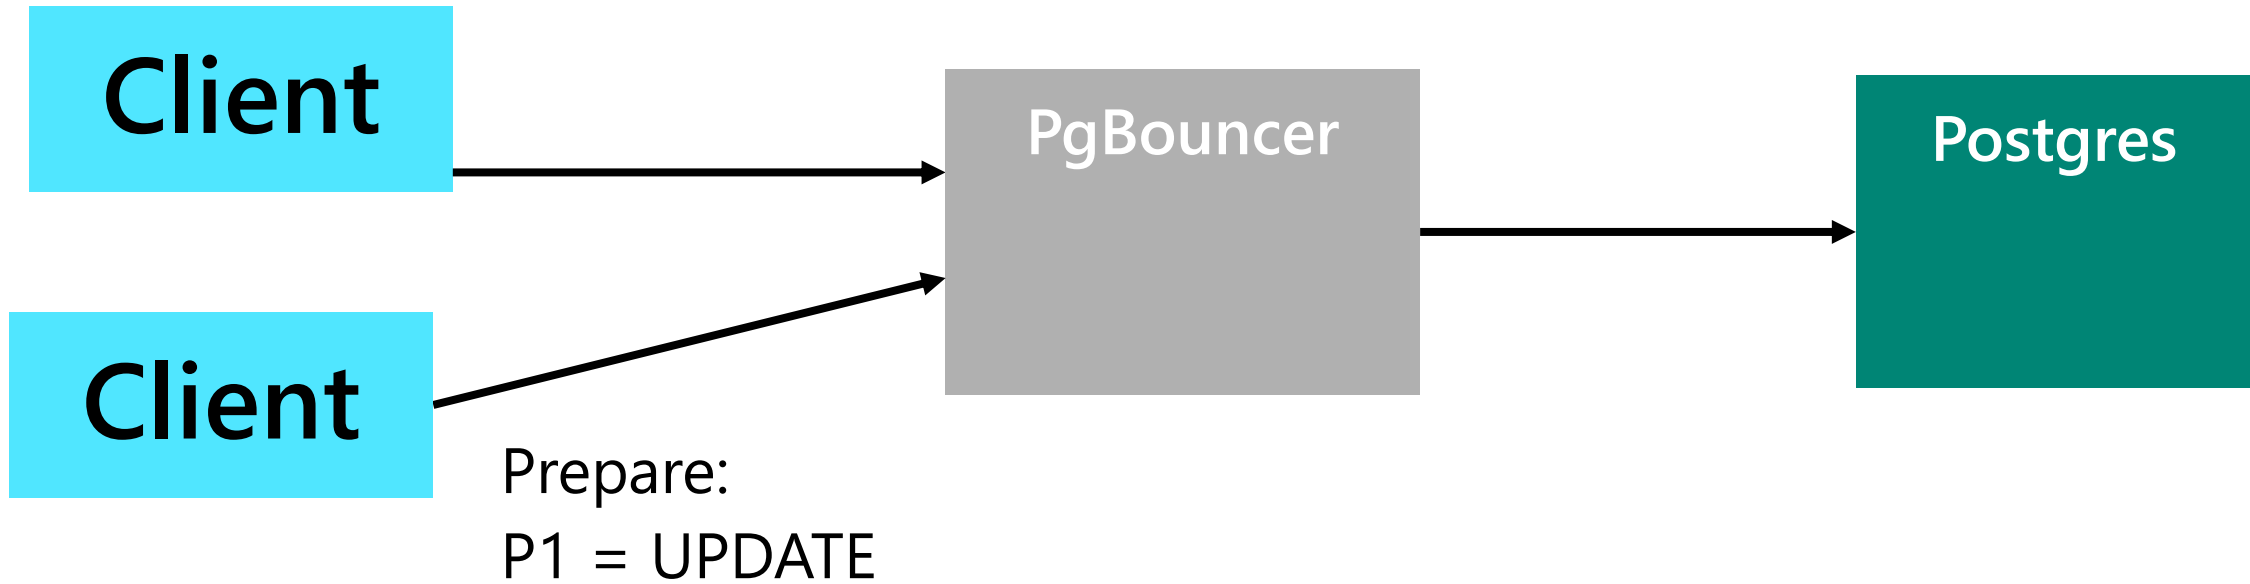 Client
PgBouncer
Postgres
Client
Prepare:
P1 = UPDATE